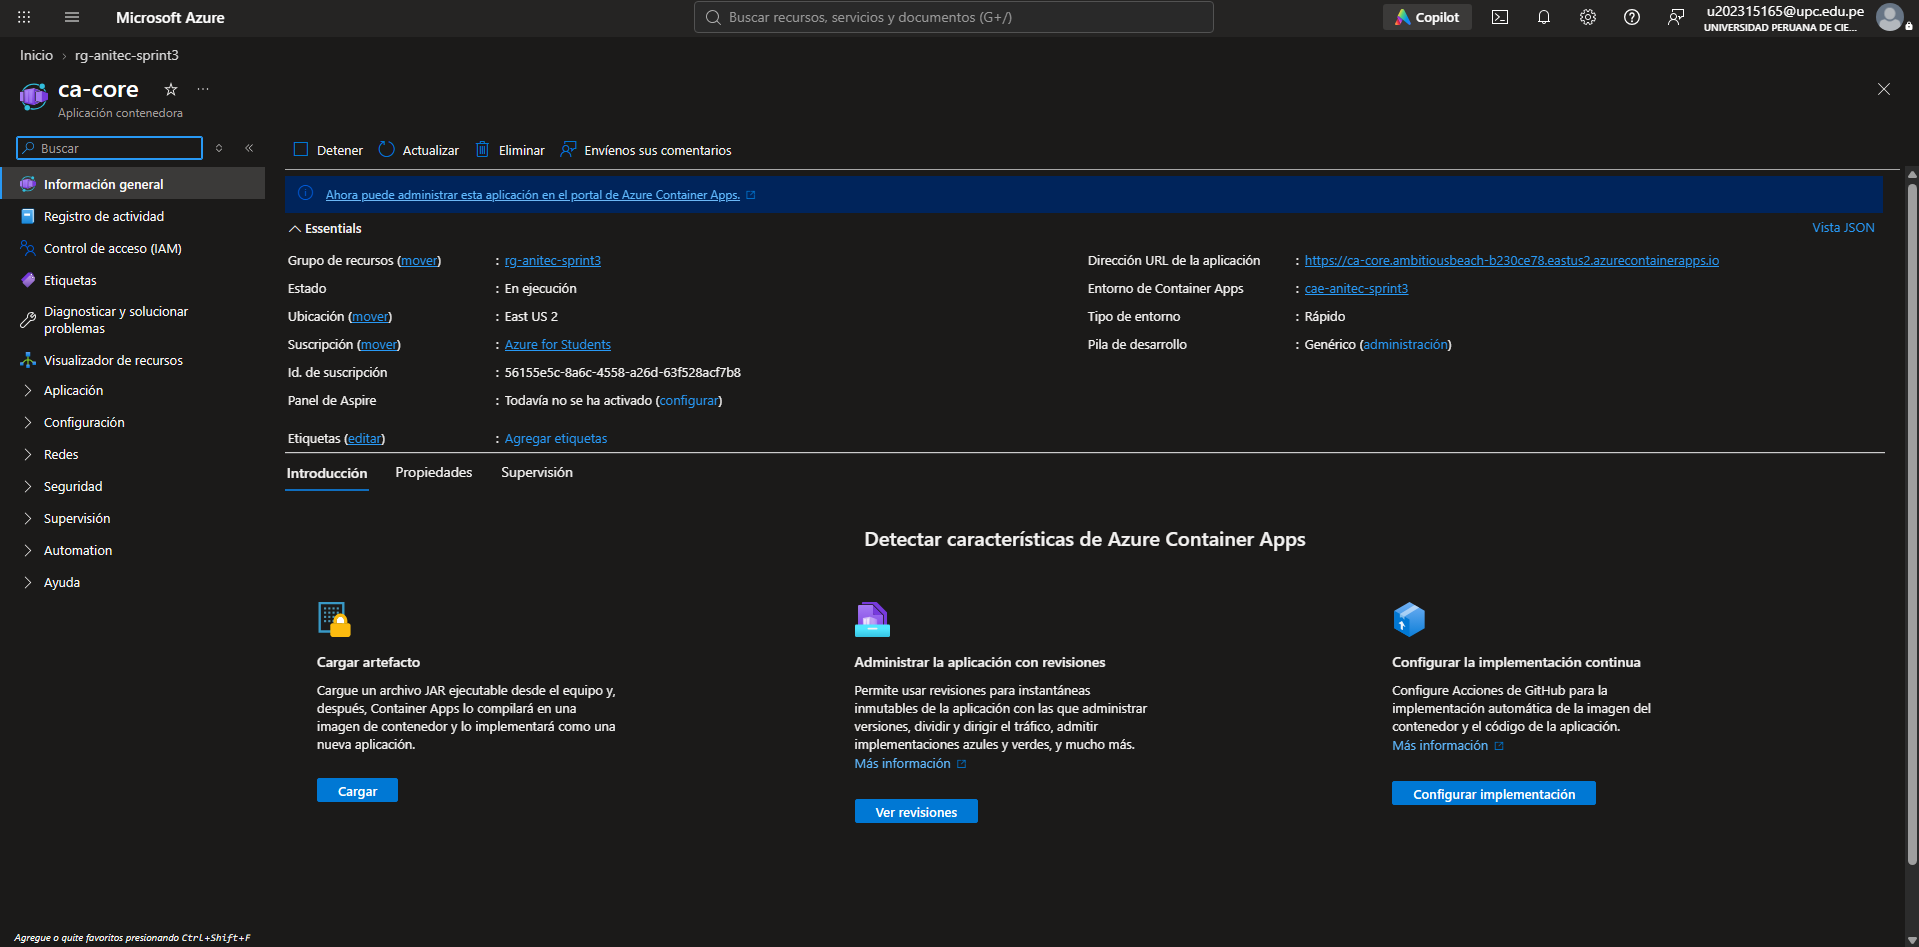 Microsoft Azure
Buscar recursos, servicios y documentos (G+/)
Copilot
u202315165@upc.edu.pe
UNIVERSIDAD PERUANA DE CIE...
Inicio > rg-anitec-sprint3
ca-core
Aplicación contenedora
Buscar
Información general
Registro de actividad
Control de acceso (IAM)
Etiquetas
Diagnosticar y solucionar
problemas
Visualizador de recursos
Aplicación
Configuración
Redes
Seguridad
Supervisión
Automation
Ayuda
Agregue o quite favoritos presionando Ctrl+Shift+F
Detener Actualizar Eliminar Envíenos sus comentarios
Ahora puede administrar esta aplicación en el portal de Azure Container Apps.
Essentials
Vista JSON
Grupo de recursos (mover) : rg-anitec-sprint3
Estado : En ejecución
Ubicación (mover) : East US 2
Suscripción (mover) : Azure for Students
Id. de suscripción : 56155e5c-8a6c-4558-a26d-63f528acf7b8
Panel de Aspire : Todavía no se ha activado (configurar)
Etiquetas (editar) : Agregar etiquetas
Dirección URL de la aplicación : https://ca-core.ambitiousbeach-b230ce78.eastus2.azurecontainerapps.io
Entorno de Container Apps : cae-anitec-sprint3
Tipo de entorno : Rápido
Pila de desarrollo : Genérico (administración)
Introducción Propiedades Supervisión
Detectar características de Azure Container Apps
Cargar artefacto
Cargue un archivo JAR ejecutable desde el equipo y,
después, Container Apps lo compilará en una
imagen de contenedor y lo implementará como una
nueva aplicación.
Cargar
Administrar la aplicación con revisiones
Permite usar revisiones para instantáneas
inmutables de la aplicación con las que administrar
versiones, dividir y dirigir el tráfico, admitir
implementaciones azules y verdes, y mucho más.
Más información
Ver revisiones
Configurar la implementación continua
Configure Acciones de GitHub para la
implementación automática de la imagen del
contenedor y el código de la aplicación.
Más información
Configurar implementación